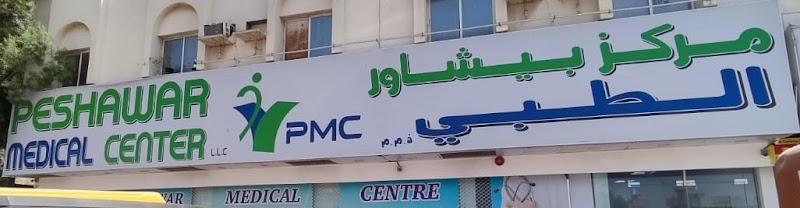 PESHAWAR
MEDICAL CENTER LLC
PMC
مركز بيشاور
الطبي ذ.م.م
MEDICAL CENTRE